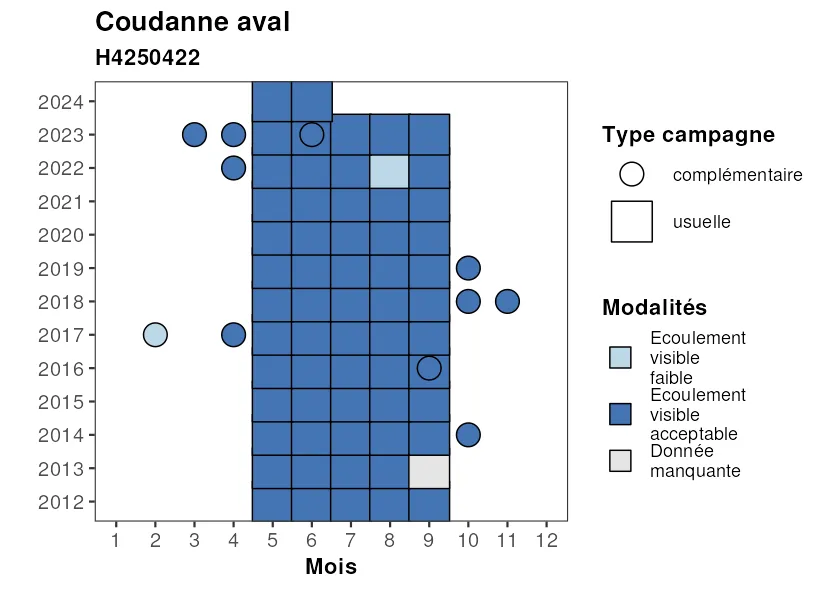 Coudanne aval
H4250422
2024
2023
2022
2021
2020
2019
2018
2017
2016
2015
2014
2013
2012
1 2 3 4 5 6 7 8 9 10 11 12
Mois
Type campagne
complémentaire
usuelle
Modalités
Ecoulement
visible
faible
Ecoulement
visible
acceptable
Donnée
manquante